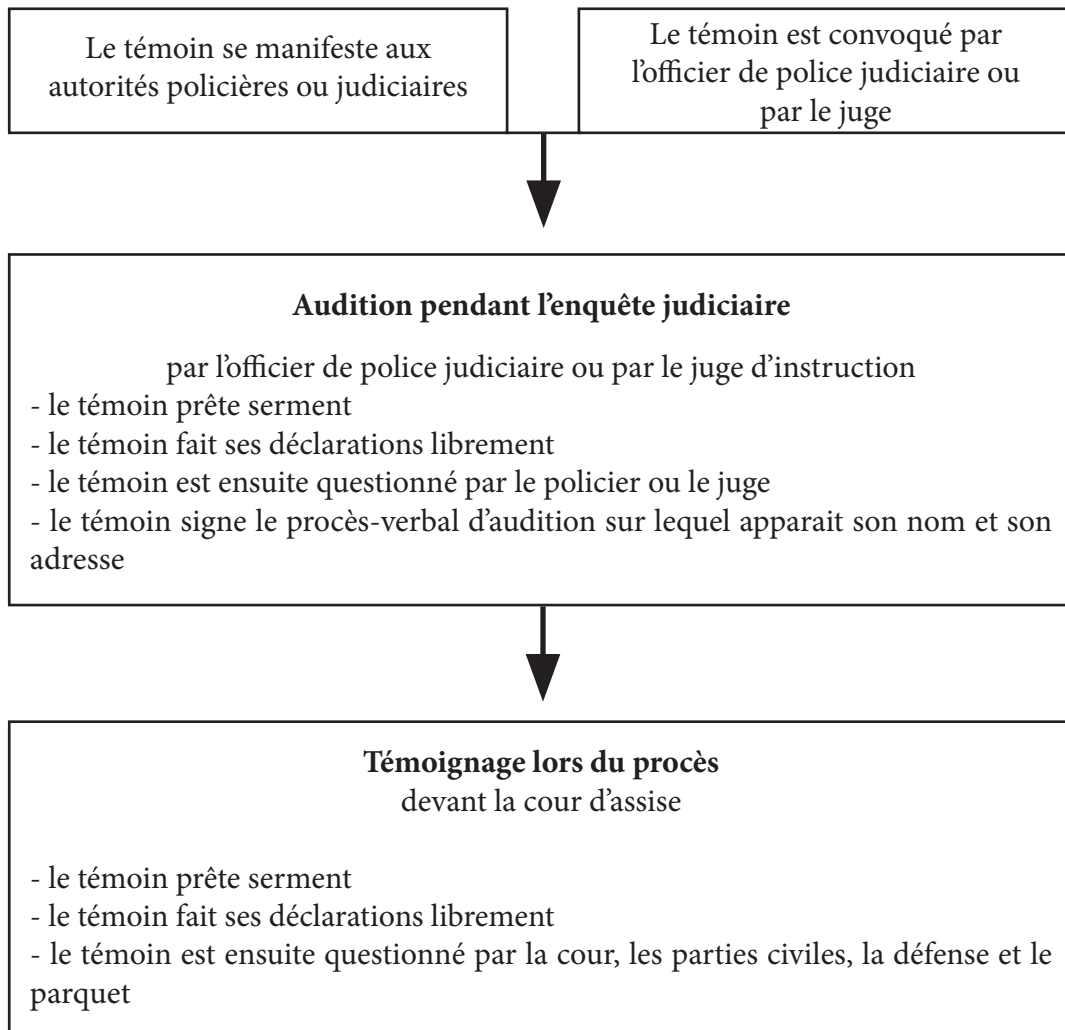 Le témoin se manifeste aux
autorités policières ou judiciaires
Le témoin est convoqué par
l’officier de police judiciaire ou
par le juge
Audition pendant l’enquête judiciaire
par l’officier de police judiciaire ou par le juge d’instruction
- le témoin prête serment
- le témoin fait ses déclarations librement
- le témoin est ensuite questionné par le policier ou le juge
- le témoin signe le procès-verbal d’audition sur lequel apparait son nom et son
adresse
Témoignage lors du procès
devant la cour d’assise
- le témoin prête serment
- le témoin fait ses déclarations librement
- le témoin est ensuite questionné par la cour, les parties civiles, la défense et le
parquet